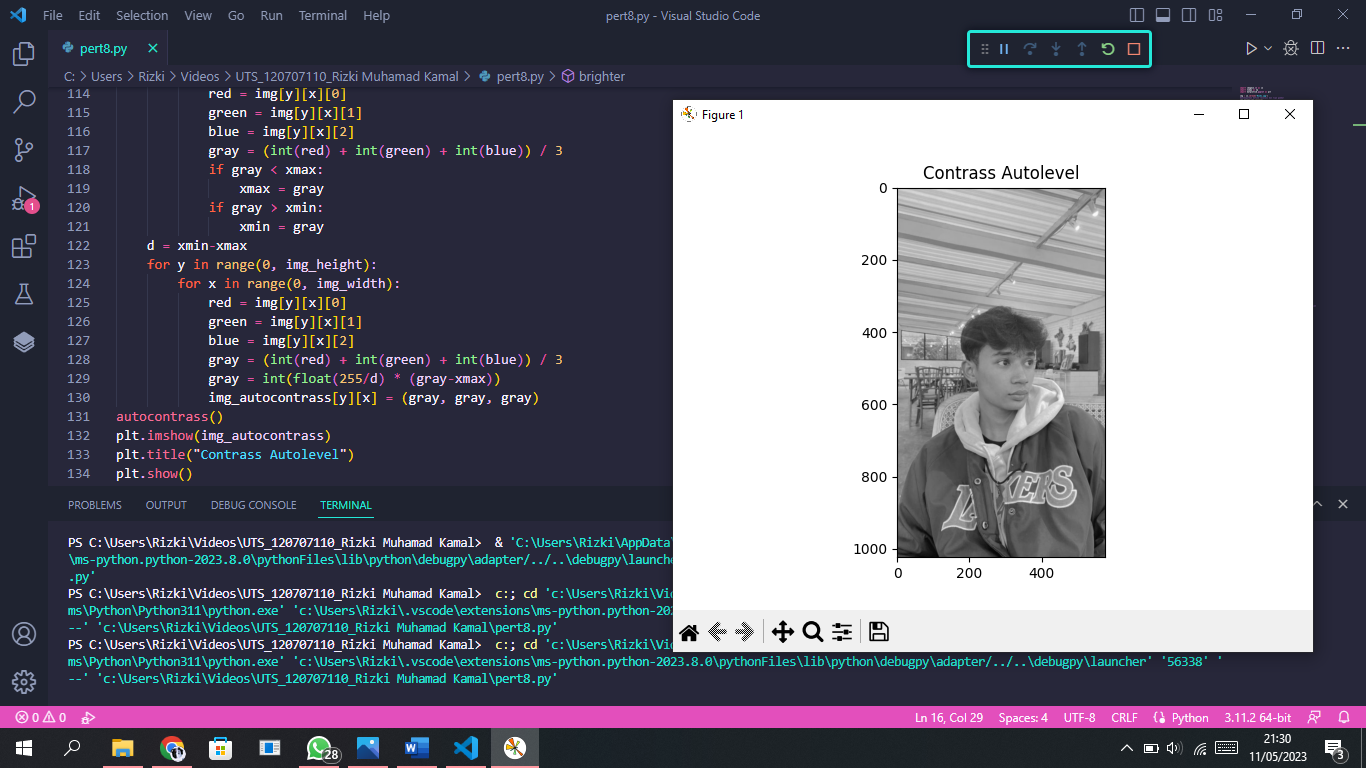 File Edit Selection View Go Run Terminal Help
pert8.py - Visual Studio Code
pert8.py
C: > Users > Rizki > Videos > UTS_120707110_Rizki Muhamad Kamal > pert8.py > brighter
114 red = img[y][x][0]
115 green = img[y][x][1]
116 blue = img[y][x][2]
117 gray = (int(red) + int(green) + int(blue)) / 3
118 if gray < xmax:
119 xmax = gray
120 if gray > xmin:
121 xmin = gray
122 d = xmin-xmax
123 for y in range(0, img_height):
124 for x in range(0, img_width):
125 red = img[y][x][0]
126 green = img[y][x][1]
127 blue = img[y][x][2]
128 gray = (int(red) + int(green) + int(blue)) / 3
129 gray = int(float(255/d) * (gray-xmax))
130 img_autocontrass[y][x] = (gray, gray, gray)
131 autocontrass()
132 plt.imshow(img_autocontrass)
133 plt.title("Contrass Autolevel")
134 plt.show()
Figure 1
Contrass Autolevel
0
200
400
600
800
1000
0 200 400
LAKERS
1
PROBLEMS OUTPUT DEBUG CONSOLE TERMINAL
PS C:\Users\Rizki\Videos\UTS_120707110_Rizki Muhamad Kamal> & 'C:\Users\Rizki\AppData\
\ms-python.python-2023.8.0\pythonFiles\lib\python\debugpy\adapter/../..\debugpy\launcher
.py'
PS C:\Users\Rizki\Videos\UTS_120707110_Rizki Muhamad Kamal> c:; cd 'c:\Users\Rizki\Vi
ms\Python\Python311\python.exe' 'c:\Users\Rizki\.vscode\extensions\ms-python.python-20
--' 'c:\Users\Rizki\Videos\UTS_120707110_Rizki Muhamad Kamal\pert8.py'
PS C:\Users\Rizki\Videos\UTS_120707110_Rizki Muhamad Kamal> c:; cd 'c:\Users\Rizki\Vi
ms\Python\Python311\python.exe' 'c:\Users\Rizki\.vscode\extensions\ms-python.python-2023.8.0\pythonFiles\lib\python\debugpy\adapter/../..\debugpy\launcher' '56338' '
--' 'c:\Users\Rizki\Videos\UTS_120707110_Rizki Muhamad Kamal\pert8.py'
0 0
Ln 16, Col 29 Spaces: 4 UTF-8 CRLF Python 3.11.2 64-bit
28
21:30
11/05/2023
3